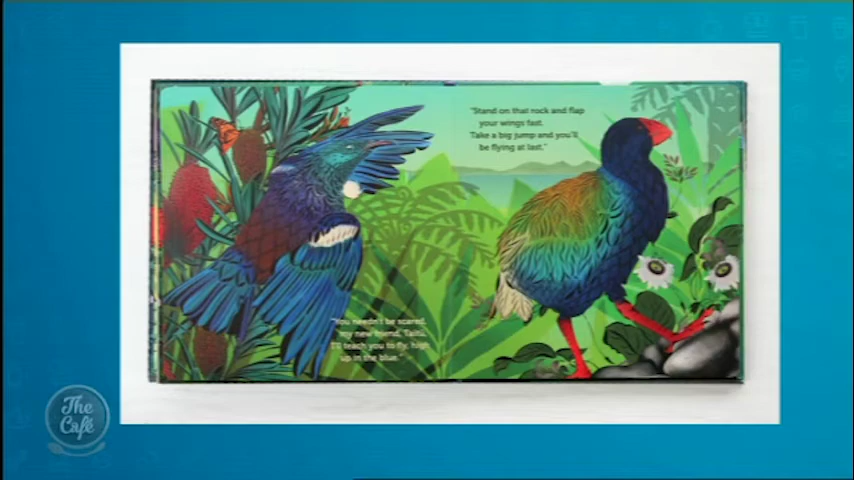 "Stand on that rock and flap
your wings fast.
Take a big jump and you'll
be flying at last."
"You needn't be scared,
my new friend,
I'll teach you to fly, high
up in the blue."
The
Café